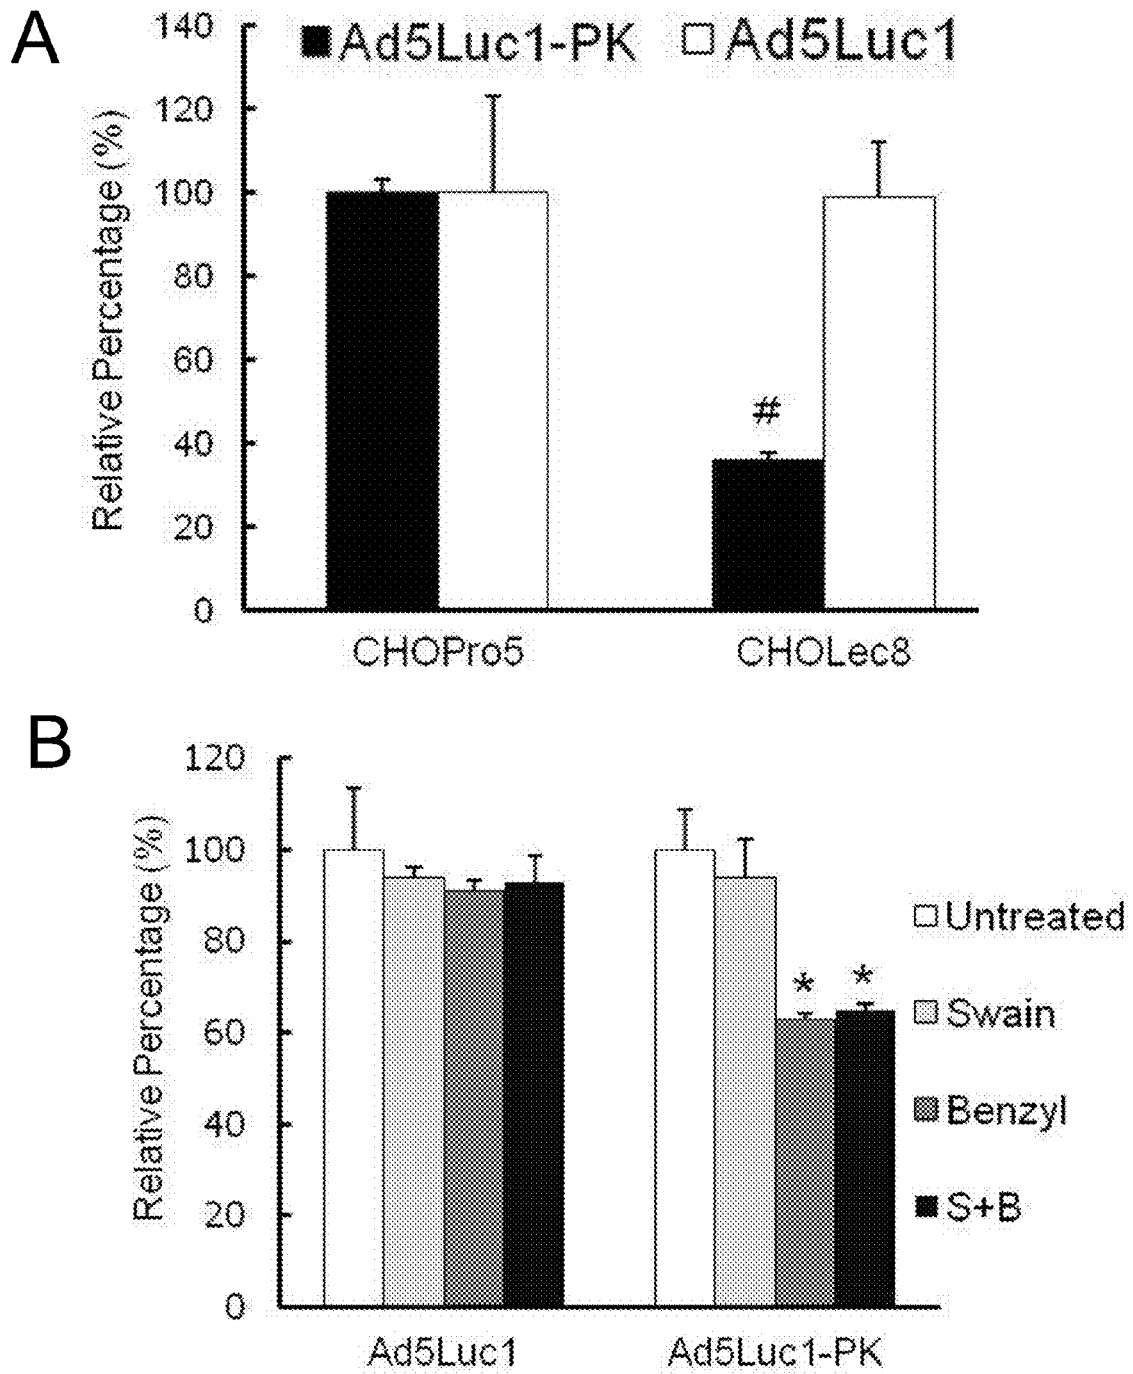 A
Ad5Luc1-PK Ad5Luc1
Relative Percentage (%)
140
120
100
80
60
40
20
0
#
CHOPro5 CHOLec8
B
Relative Percentage (%)
120
100
80
60
40
20
0
* *
Untreated
Swain
Benzyl
S+B
Ad5Luc1 Ad5Luc1-PK